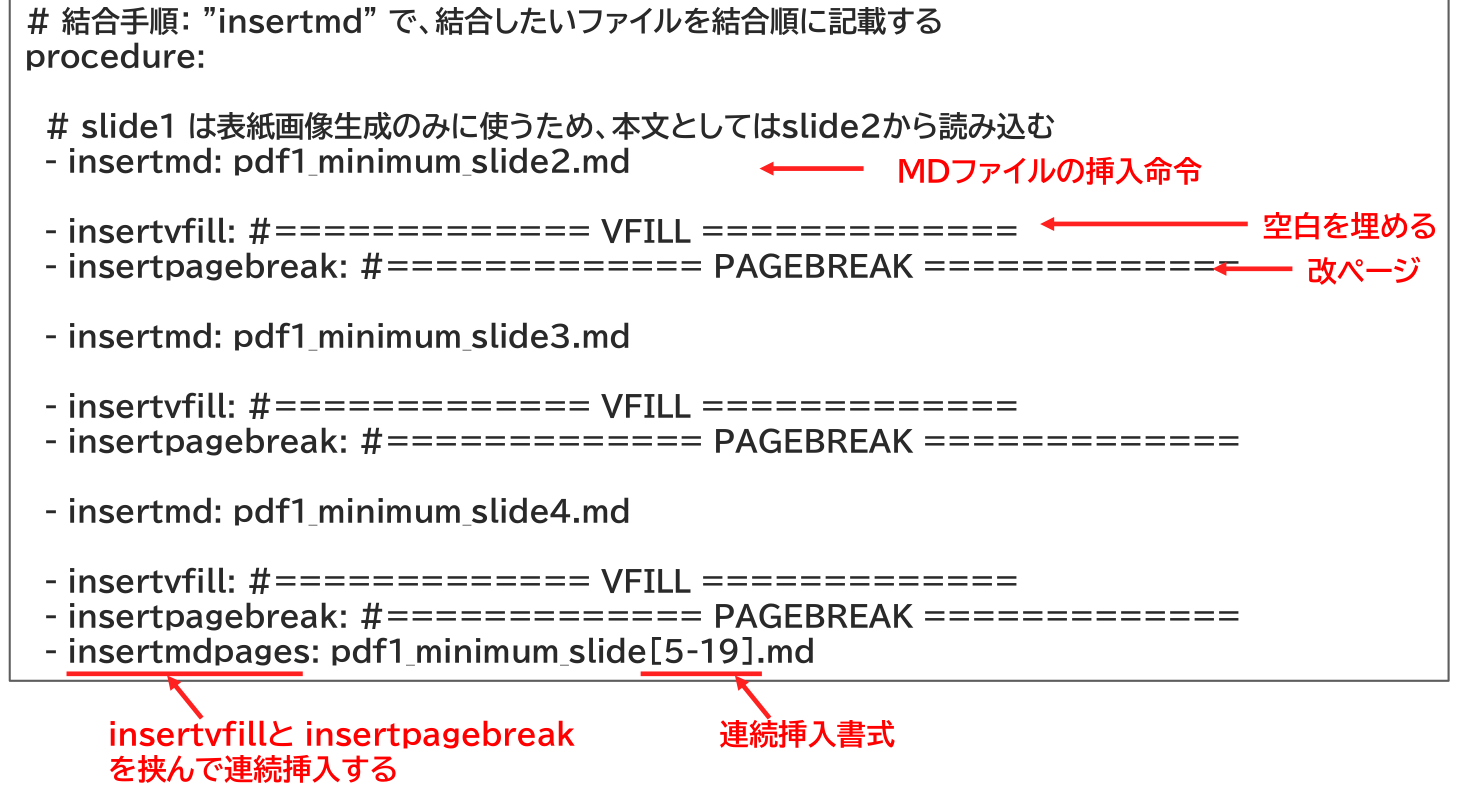 # 結合手順： ”insertmd” で、結合したいファイルを結合順に記載する
procedure:
# slide1 は表紙画像生成のみに使うため、本文としてはslide2から読み込む
- insertmd: pdf1_minimum_slide2.md
MDファイルの挿入命令
- insertvfill: #============= VFILL =============
空白を埋める
- insertpagebreak: #============= PAGEBREAK =============
改ページ
- insertmd: pdf1_minimum_slide3.md
- insertvfill: #============= VFILL =============
- insertpagebreak: #============= PAGEBREAK =============
- insertmd: pdf1_minimum_slide4.md
- insertvfill: #============= VFILL =============
- insertpagebreak: #============= PAGEBREAK =============
- insertmdpages: pdf1_minimum_slide[5-19].md
insertvfillと insertpagebreak
を挟んで連続挿入する
連続挿入書式